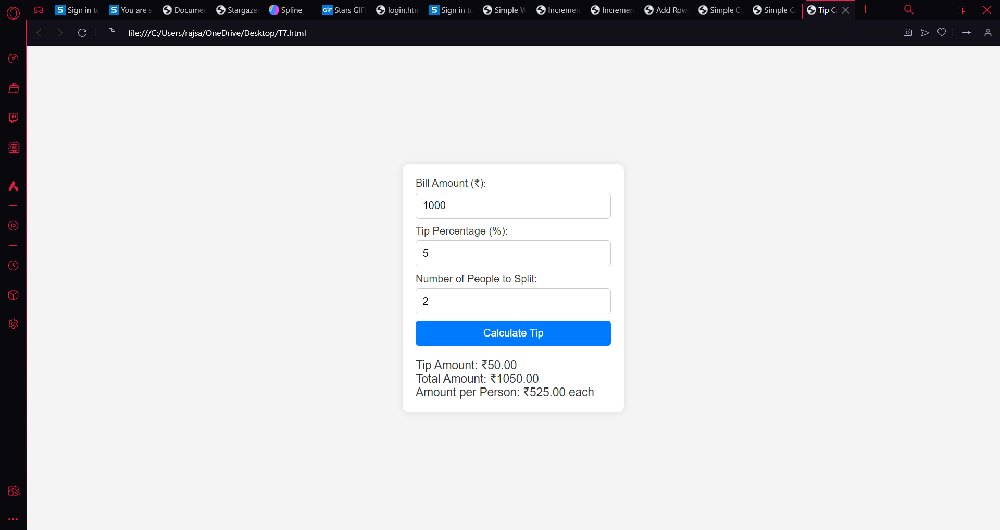 Sign in to
You are s
Documen
Stargazer
Spline
GIF Stars GIF
login.htm
Sign in to
Simple W
Incremen
Incremen
Add Row
Simple C
Simple C
Tip C
file:///C:/Users/rajsa/OneDrive/Desktop/T7.html
Bill Amount (₹):
1000
Tip Percentage (%):
5
Number of People to Split:
2
Calculate Tip
Tip Amount: ₹50.00
Total Amount: ₹1050.00
Amount per Person: ₹525.00 each